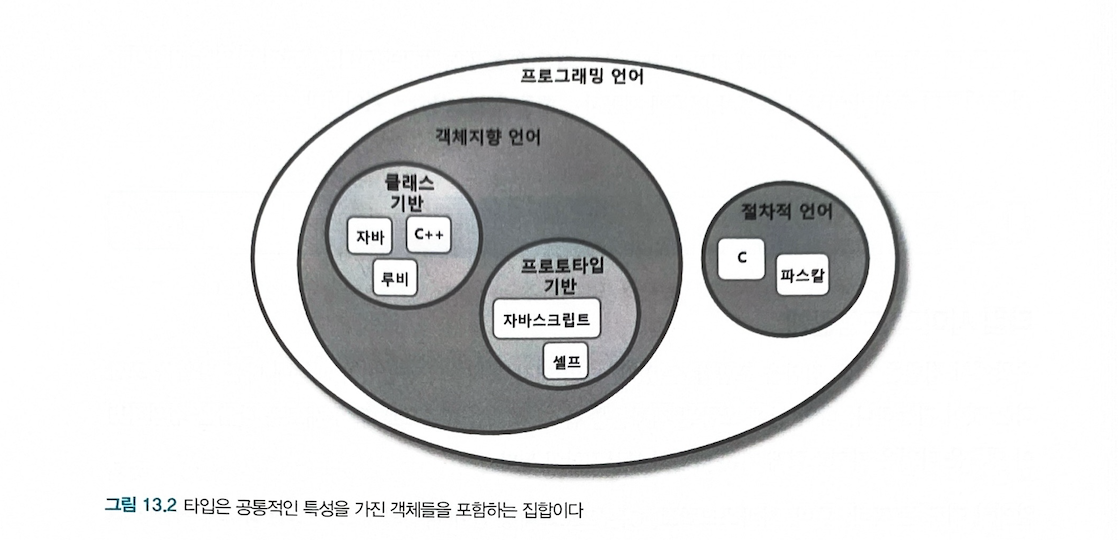 프로그래밍 언어
객체지향 언어
클래스
기반
자바
C++
루비
프로토타입
기반
자바스크립트
셀프
절차적 언어
C
파스칼
그림 13.2 타입은 공통적인 특성을 가진 객체들을 포함하는 집합이다